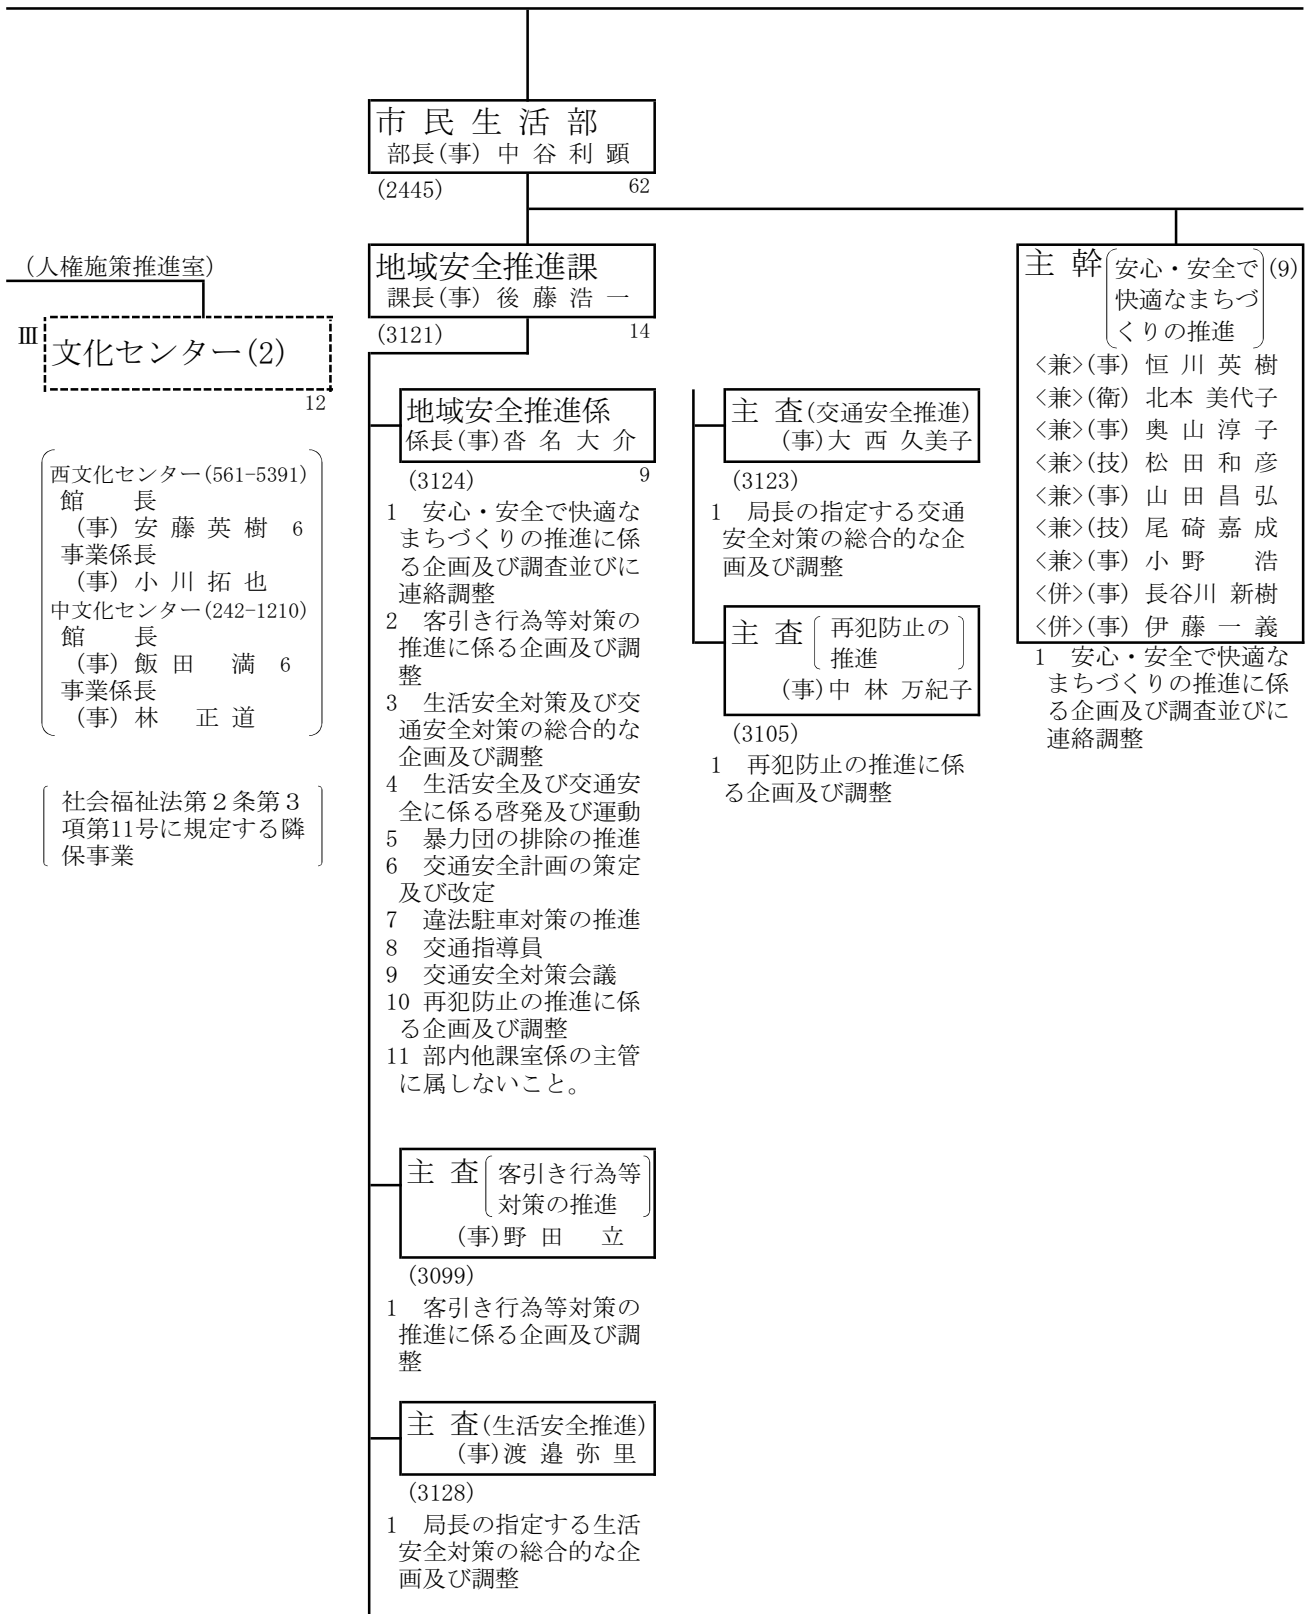 市 民 生 活 部
部長(事) 中 谷 利 顕
(2445)
62
(人権施策推進室)
Ⅲ
文化センター(2)
12
西文化センター(561-5391)
館　　長
(事) 安 藤 英 樹 6
事業係長
(事) 小 川 拓 也
中文化センター(242-1210)
館　　長
(事) 飯 田　満 6
事業係長
(事) 林　正 道
社会福祉法第２条第３
項第11号に規定する隣
保事業
地域安全推進課
課長(事) 後 藤 浩 一
(3121)
14
地域安全推進係
係長(事) 沓 名 大 介
(3124)
9
1　安心・安全で快適な
まちづくりの推進に係
る企画及び調査並びに
連絡調整
2　客引き行為等対策の
推進に係る企画及び調
整
3　生活安全対策及び交
通安全対策の総合的な
企画及び調整
4　生活安全及び交通安
全に係る啓発及び運動
5　暴力団の排除の推進
6　交通安全計画の策定
及び改定
7　違法駐車対策の推進
8　交通指導員
9　交通安全対策会議
10 再犯防止の推進に係
る企画及び調整
11 部内他課室係の主管
に属しないこと。
主 査 客引き行為等
対策の推進
(事)野 田　立
(3099)
1　客引き行為等対策の
推進に係る企画及び調
整
主 査(生活安全推進)
(事)渡 邉 弥 里
(3128)
1　局長の指定する生活
安全対策の総合的な企
画及び調整
主 査(交通安全推進)
(事)大 西 久美子
(3123)
1　局長の指定する交通
安全対策の総合的な企
画及び調整
主 査 再犯防止の
推進
(事)中 林 万紀子
(3105)
1　再犯防止の推進に係
る企画及び調整
主 幹 安心・安全で (9)
快適なまちづ
くりの推進
<兼>(事) 恒 川 英 樹
<兼>(衛) 北本 美代子
<兼>(事) 奥 山 淳 子
<兼>(技) 松 田 和 彦
<兼>(事) 山 田 昌 弘
<兼>(技) 尾 碕 嘉 成
<兼>(事) 小 野　浩
<併>(事) 長谷川 新樹
<併>(事) 伊 藤 一 義
1　安心・安全で快適な
まちづくりの推進に係
る企画及び調査並びに
連絡調整